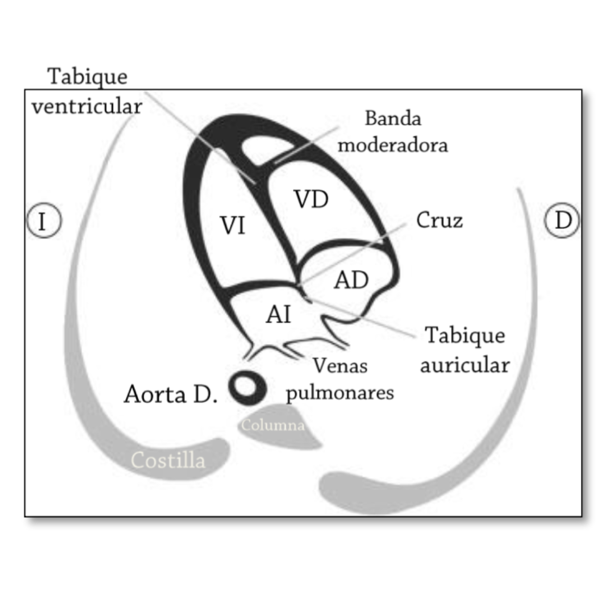 Tabique
ventricular
Banda
moderadora
I
D
VD
VI
Cruz
AD
AI
Tabique
auricular
Venas
pulmonares
Aorta D.
Columna
Costilla